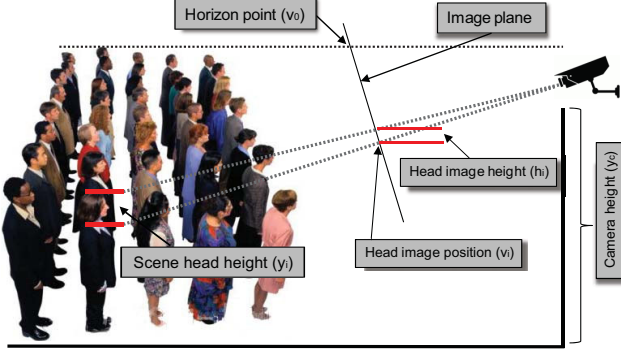 Horizon point (v₀)
Image plane
Head image height (hᵢ)
Camera height (y꜀)
Head image position (vᵢ)
Scene head height (yᵢ)